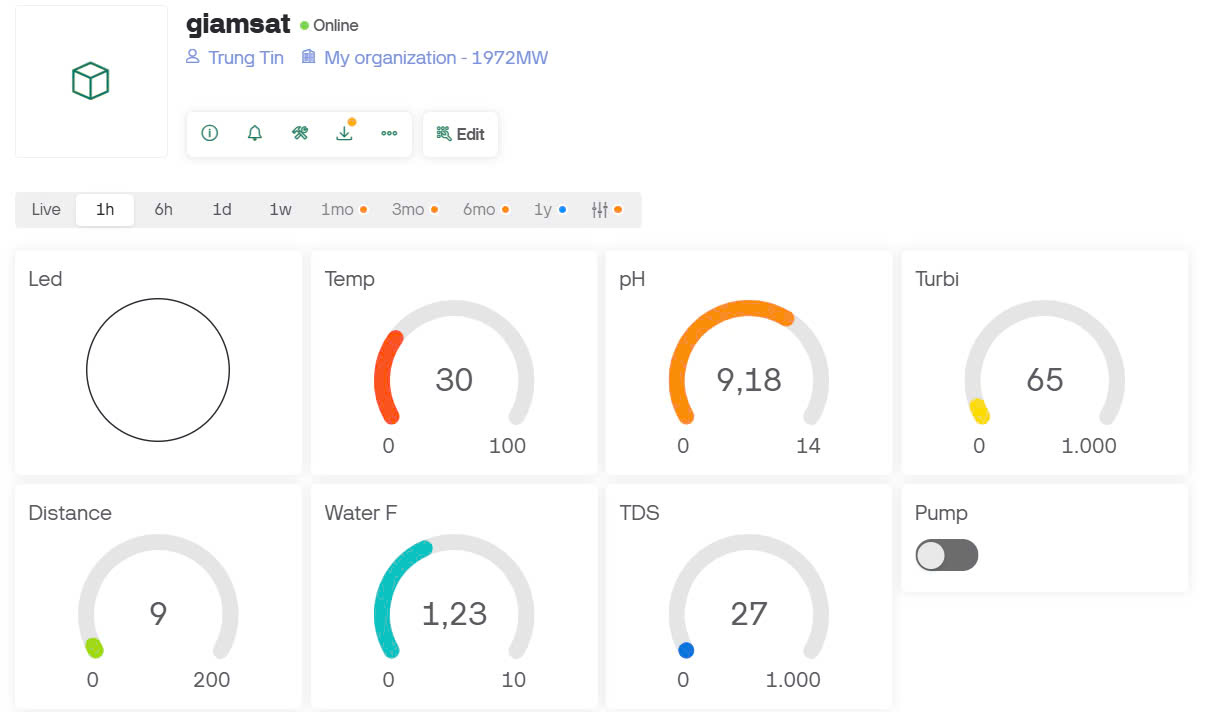 giamsat Online
Trung Tin My organization - 1972MW
Edit
Live 1h 6h 1d 1w 1mo 3mo 6mo 1y
Led Temp pH Turbi
30 9,18 65
0 100 0 14 0 1.000
Distance Water F TDS Pump
9 1,23 27
0 200 0 10 0 1.000